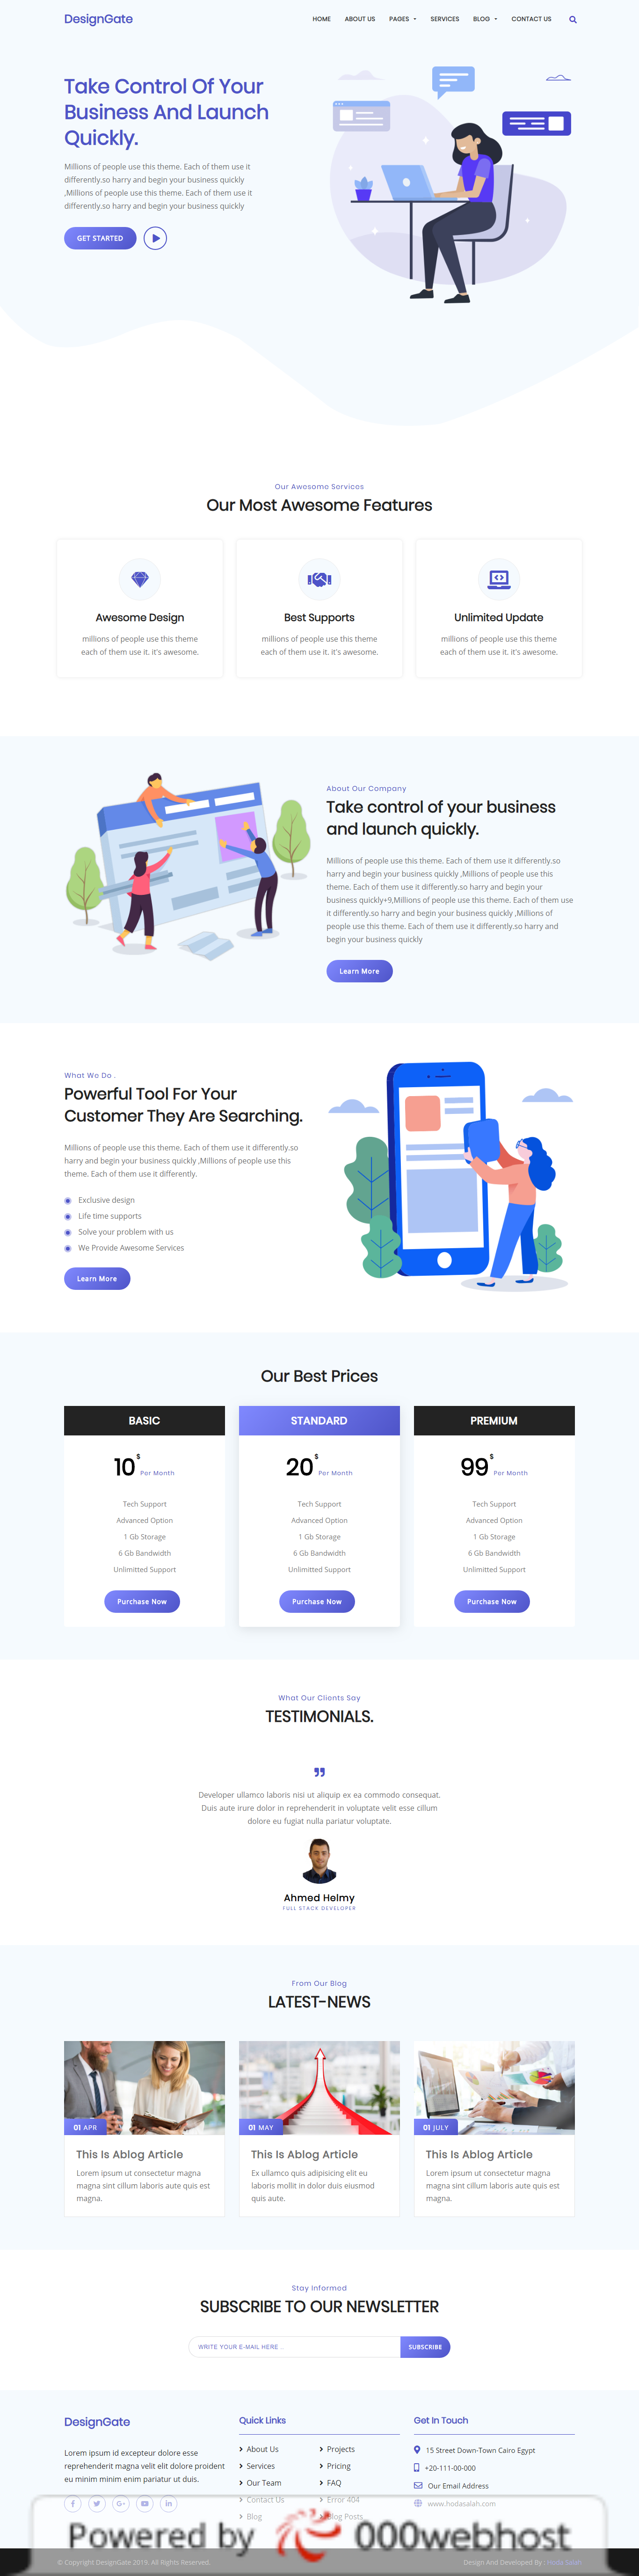 DesignGate
HOME ABOUT US PAGES SERVICES BLOG CONTACT US
Take Control Of Your
Business And Launch
Quickly.
Millions of people use this theme. Each of them use it
differently.so harry and begin your business quickly
,Millions of people use this theme. Each of them use it
differently.so harry and begin your business quickly
GET STARTED
Our Awesome Services
Our Most Awesome Features
Awesome Design
millions of people use this theme
each of them use it. it's awesome.
Best Supports
millions of people use this theme
each of them use it. it's awesome.
Unlimited Update
millions of people use this theme
each of them use it. it's awesome.
About Our Company
Take control of your business
and launch quickly.
Millions of people use this theme. Each of them use it differently.so
harry and begin your business quickly ,Millions of people use this
theme. Each of them use it differently.so harry and begin your
business quickly+9,Millions of people use this theme. Each of them use
it differently.so harry and begin your business quickly ,Millions of
people use this theme. Each of them use it differently.so harry and
begin your business quickly
Learn More
What We Do .
Powerful Tool For Your
Customer They Are Searching.
Millions of people use this theme. Each of them use it differently.so
harry and begin your business quickly ,Millions of people use this
theme. Each of them use it differently.
Exclusive design
Life time supports
Solve your problem with us
We Provide Awesome Services
Learn More
Our Best Prices
BASIC
10 $ Per Month
Tech Support
Advanced Option
1 Gb Storage
6 Gb Bandwidth
Unlimitted Support
Purchase Now
STANDARD
20 $ Per Month
Tech Support
Advanced Option
1 Gb Storage
6 Gb Bandwidth
Unlimitted Support
Purchase Now
PREMIUM
99 $ Per Month
Tech Support
Advanced Option
1 Gb Storage
6 Gb Bandwidth
Unlimitted Support
Purchase Now
What Our Clients Say
TESTIMONIALS.
Developer ullamco laboris nisi ut aliquip ex ea commodo consequat.
Duis aute irure dolor in reprehenderit in voluptate velit esse cillum
dolore eu fugiat nulla pariatur voluptate.
Ahmed Helmy
FULL STACK DEVELOPER
From Our Blog
LATEST-NEWS
01 APR
This Is Ablog Article
Lorem ipsum ut consectetur magna
magna sint cillum laboris aute quis est
magna.
01 MAY
This Is Ablog Article
Ex ullamco quis adipisicing elit eu
laboris mollit in dolor duis eiusmod
quis aute.
01 JULY
This Is Ablog Article
Lorem ipsum ut consectetur magna
magna sint cillum laboris aute quis est
magna.
Stay Informed
SUBSCRIBE TO OUR NEWSLETTER
WRITE YOUR E-MAIL HERE ..
SUBSCRIBE
DesignGate
Lorem ipsum id excepteur dolore esse
reprehenderit magna velit elit dolore proident
eu minim minim enim pariatur ut duis.
Quick Links
About Us
Services
Our Team
Contact Us
Blog
Projects
Pricing
FAQ
Error 404
Blog Posts
Get In Touch
15 Street Down-Town Cairo Egypt
+20-111-00-000
Our Email Address
www.hodasalah.com
Powered by 000webhost
© Copyright DesignGate 2019. All Rights Reserved.
Design And Developed By : Hoda Salah